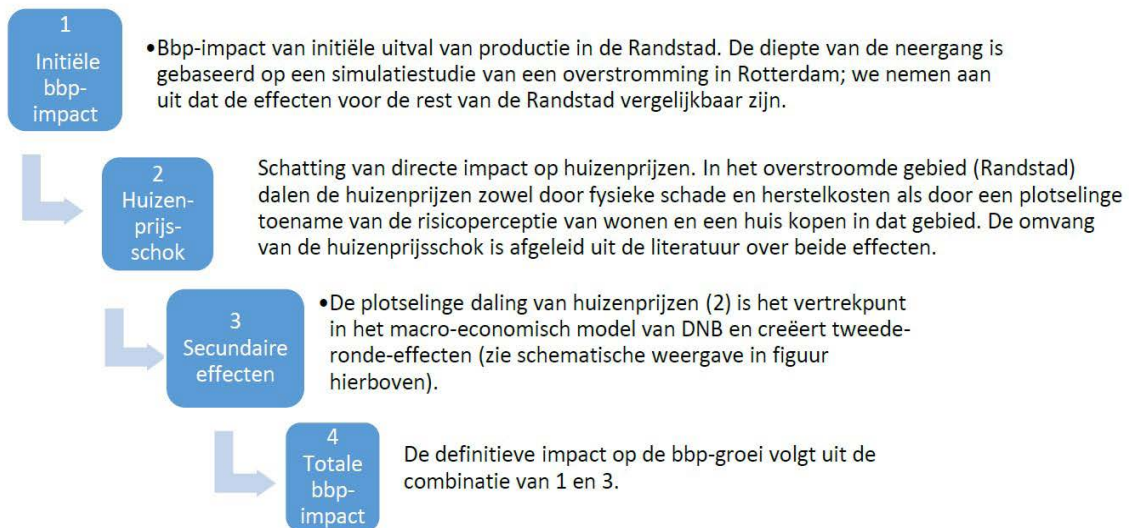 1
Initiële
bbp-
impact
•Bbp-impact van initiële uitval van productie in de Randstad. De diepte van de neergang is
gebaseerd op een simulatiestudie van een overstromming in Rotterdam; we nemen aan
uit dat de effecten voor de rest van de Randstad vergelijkbaar zijn.
2
Huizen-
prijs-
schok
Schatting van directe impact op huizenprijzen. In het overstroomde gebied (Randstad)
dalen de huizenprijzen zowel door fysieke schade en herstelkosten als door een plotselinge
toename van de risicoperceptie van wonen en een huis kopen in dat gebied. De omvang
van de huizenprijsschok is afgeleid uit de literatuur over beide effecten.
3
Secundaire
effecten
•De plotselinge daling van huizenprijzen (2) is het vertrekpunt
in het macro-economisch model van DNB en creëert tweede-
ronde-effecten (zie schematische weergave in figuur
hierboven).
4
Totale
bbp-
impact
De definitieve impact op de bbp-groei volgt uit de
combinatie van 1 en 3.